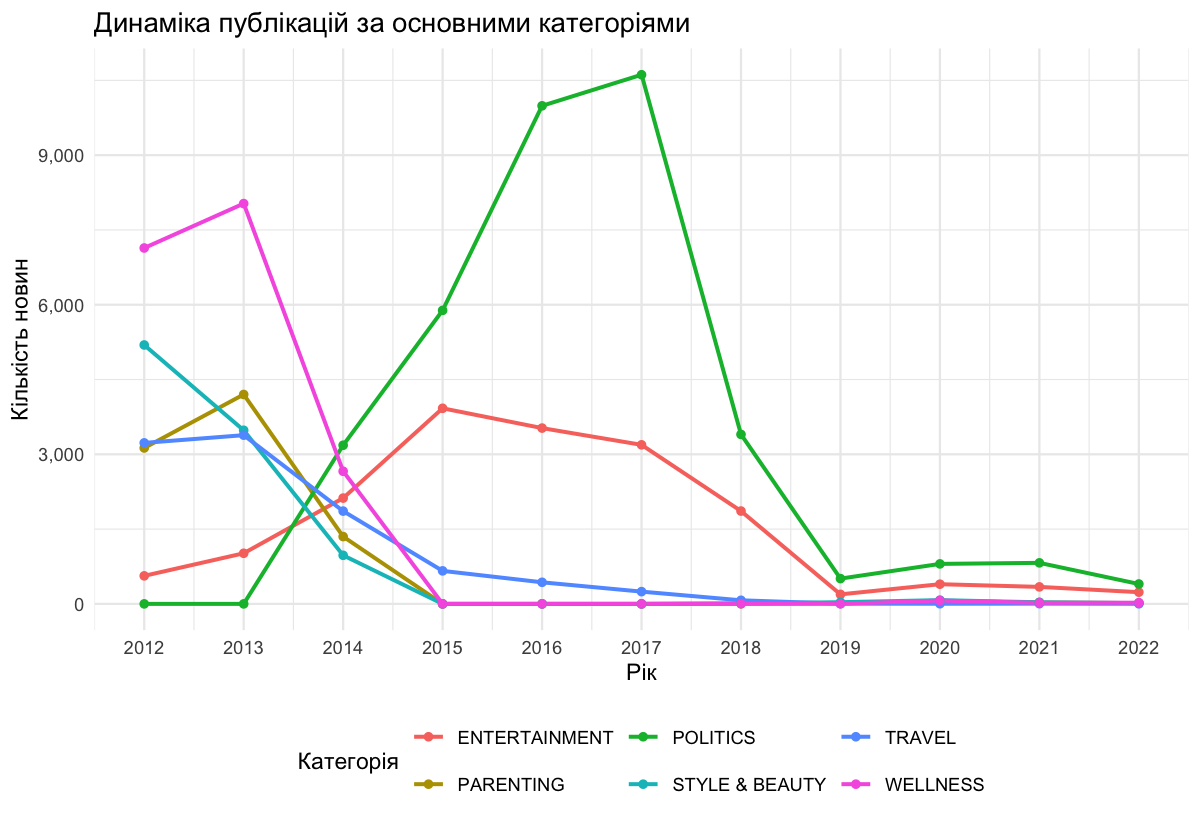 Динаміка публікацій за основними категоріями
Кількість новин
9,000
6,000
3,000
0
2012 2013 2014 2015 2016 2017 2018 2019 2020 2021 2022
Рік
Категорія
ENTERTAINMENT POLITICS TRAVEL
PARENTING STYLE & BEAUTY WELLNESS